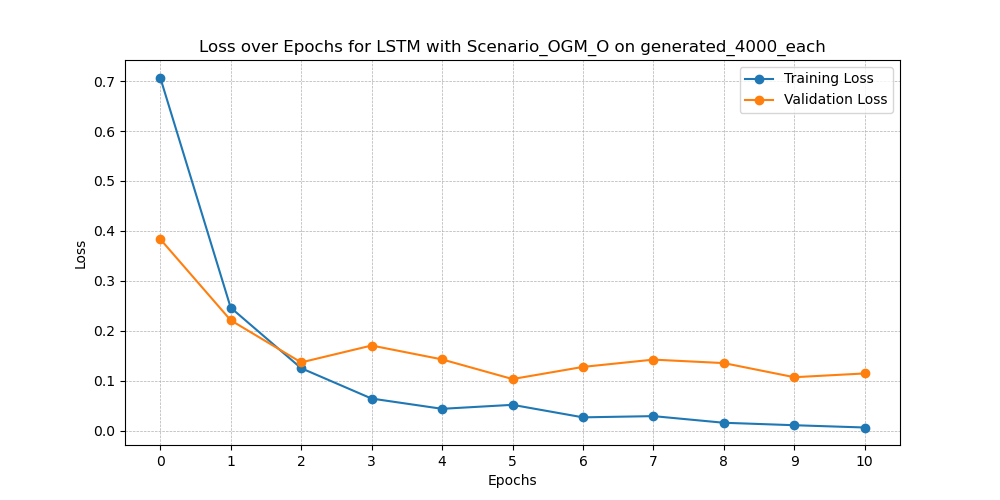 Loss over Epochs for LSTM with Scenario_OGM_O on generated_4000_each
Training Loss
Validation Loss
Loss
0.7
0.6
0.5
0.4
0.3
0.2
0.1
0.0
0 1 2 3 4 5 6 7 8 9 10
Epochs